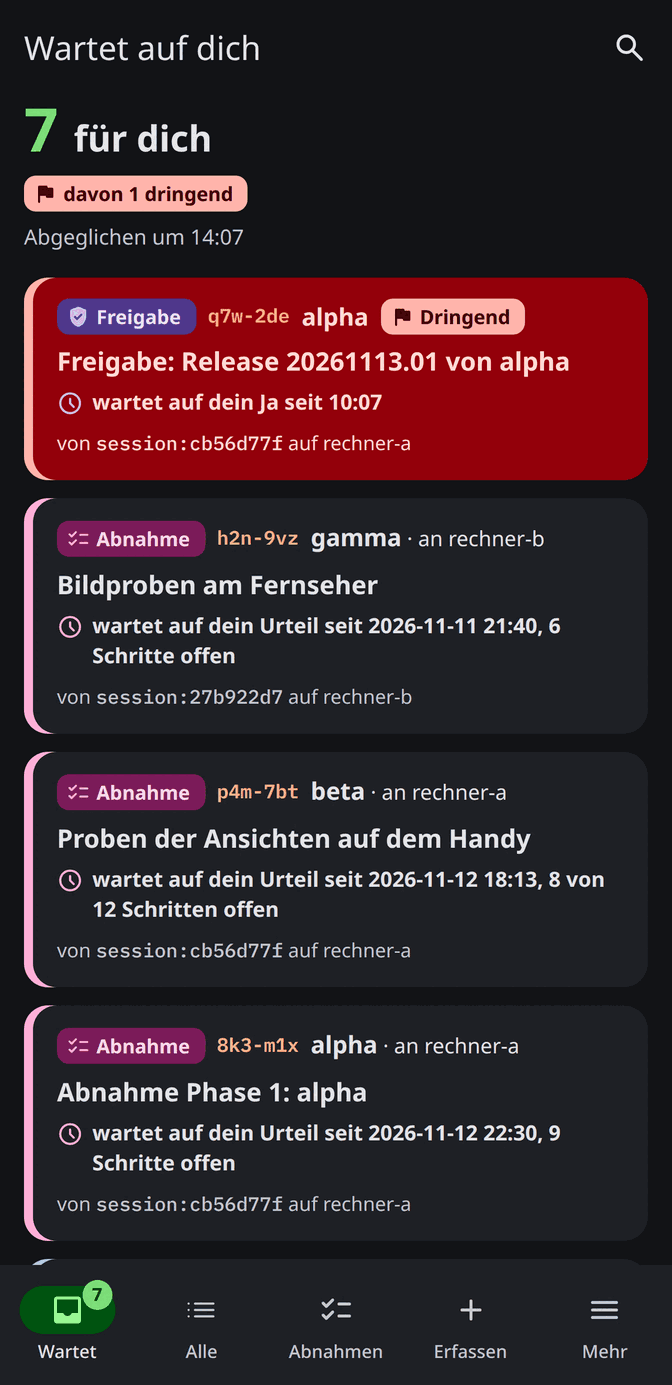 Wartet auf dich
7 für dich
davon 1 dringend
Abgeglichen um 14:07
Freigabe q7w-2de alpha Dringend
Freigabe: Release 20261113.01 von alpha
wartet auf dein Ja seit 10:07
von session:cb56d77f auf rechner-a
Abnahme h2n-9vz gamma · an rechner-b
Bildproben am Fernseher
wartet auf dein Urteil seit 2026-11-11 21:40, 6
Schritte offen
von session:27b922d7 auf rechner-b
Abnahme p4m-7bt beta · an rechner-a
Proben der Ansichten auf dem Handy
wartet auf dein Urteil seit 2026-11-12 18:13, 8 von
12 Schritten offen
von session:cb56d77f auf rechner-a
Abnahme 8k3-m1x alpha · an rechner-a
Abnahme Phase 1: alpha
wartet auf dein Urteil seit 2026-11-12 22:30, 9
Schritte offen
von session:cb56d77f auf rechner-a
7
Wartet Alle Abnahmen Erfassen Mehr